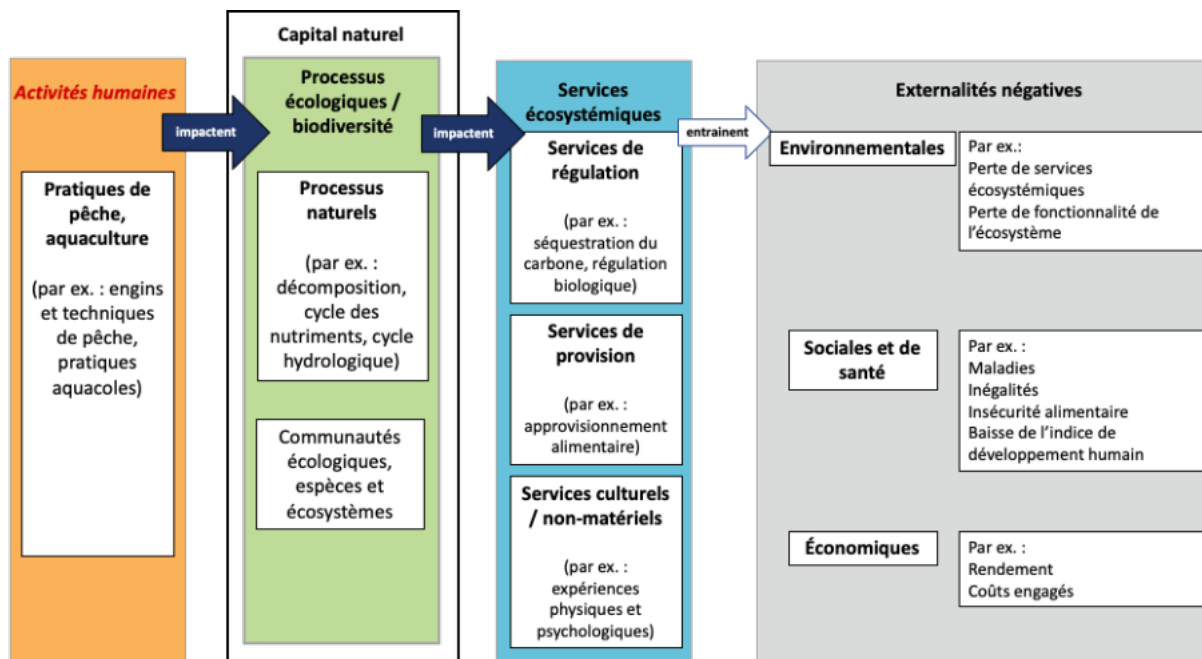 Activités humaines
impactent
Pratiques de
pêche,
aquaculture
(par ex. : engins
et techniques
de pêche,
pratiques
aquacoles)
Capital naturel
Processus
écologiques /
biodiversité
impactent
Processus
naturels
(par ex. :
décomposition,
cycle des
nutriments, cycle
hydrologique)
Communautés
écologiques,
espèces et
écosystèmes
Services
écosystémiques
entrainent
Services de
régulation
(par ex. :
séquestration du
carbone, régulation
biologique)
Services de
provision
(par ex. :
approvisionnement
alimentaire)
Services culturels
/ non-matériels
(par ex. :
expériences
physiques et
psychologiques)
Externalités négatives
Environnementales
Par ex.:
Perte de services
écosystémiques
Perte de fonctionnalité de
l'écosystème
Sociales et de
santé
Par ex. :
Maladies
Inégalités
Insécurité alimentaire
Baisse de l'indice de
développement humain
Économiques
Par ex. :
Rendement
Coûts engagés